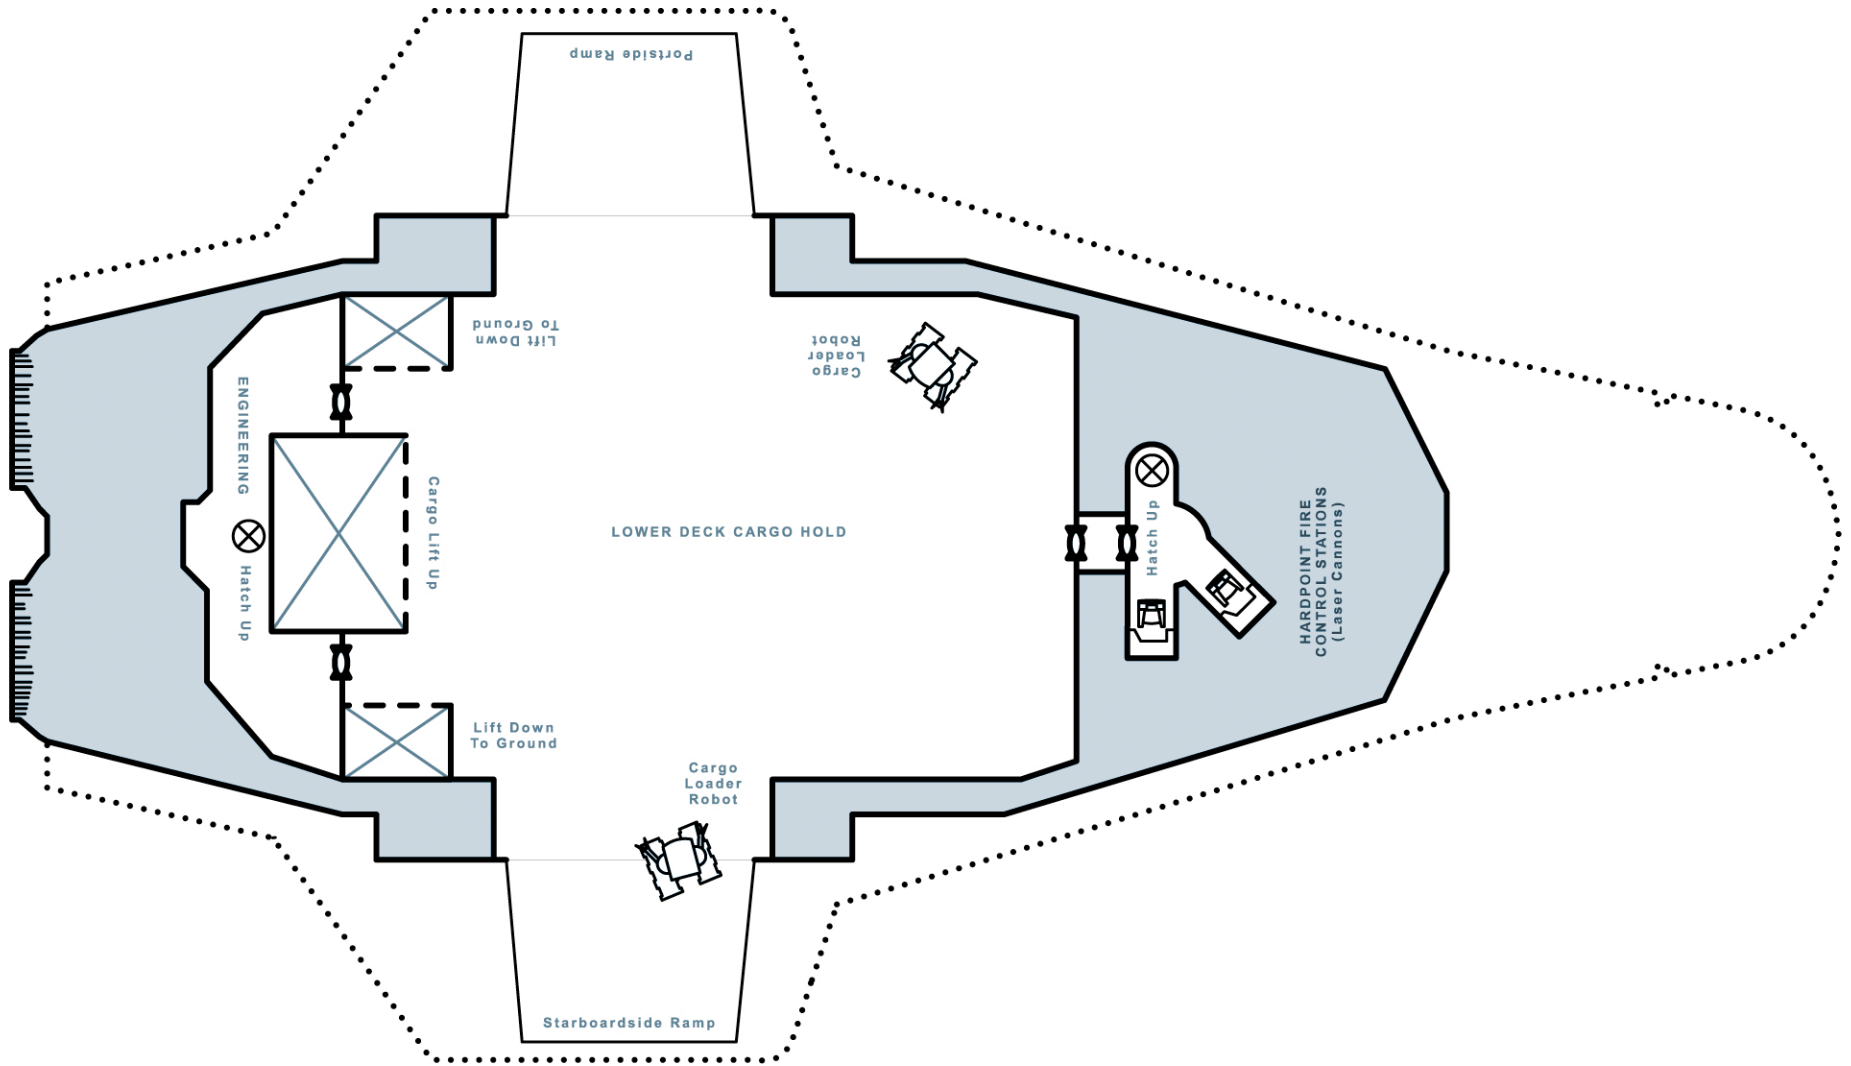 Portside Ramp
Lift Down
To Ground
Cargo
Loader
Robot
ENGINEERING
Hatch Up
Cargo Lift Up
LOWER DECK CARGO HOLD
Hatch Up
HARDPOINT FIRE
CONTROL STATIONS
(Laser Cannons)
Lift Down
To Ground
Cargo
Loader
Robot
Starboardside Ramp